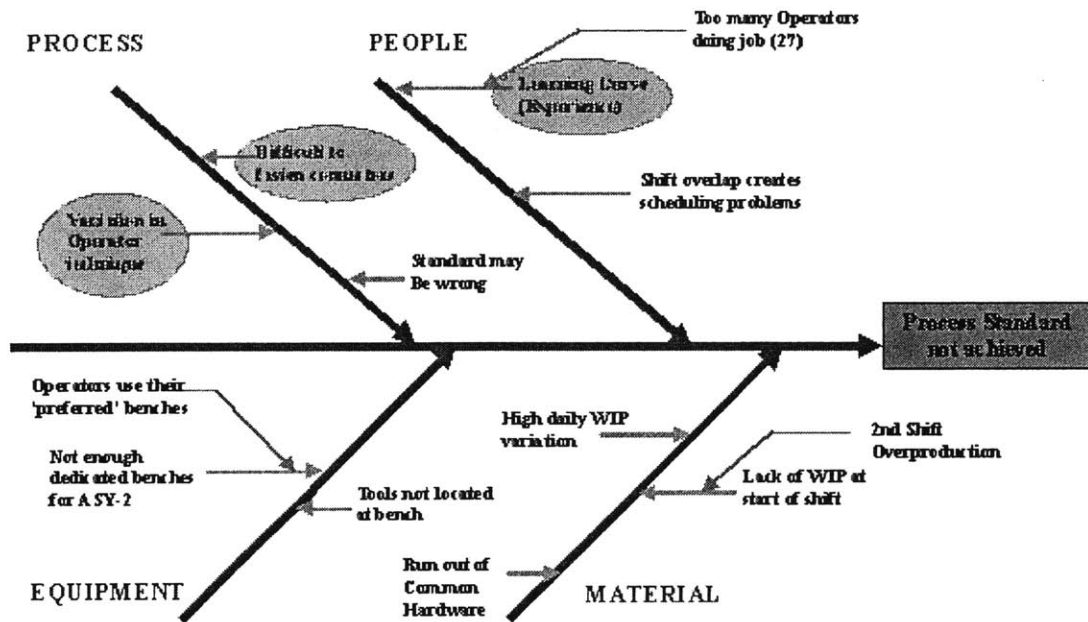 PROCESS
PEOPLE
Too many Operators
doing job (27)
Learning Curve
(Experience)
Difficult to
fasten connectors
Variation in
Operator
technique
Shift overlap creates
scheduling problems
Standard may
Be wrong
Process Standard
not achieved
Operators use their
'preferred' benches
Not enough
dedicated benches
for ASY-2
Tools not located
at bench
High daily WIP
variation
2nd Shift
Overproduction
Lack of WIP at
start of shift
Run out of
Common
Hardware
EQUIPMENT
MATERIAL